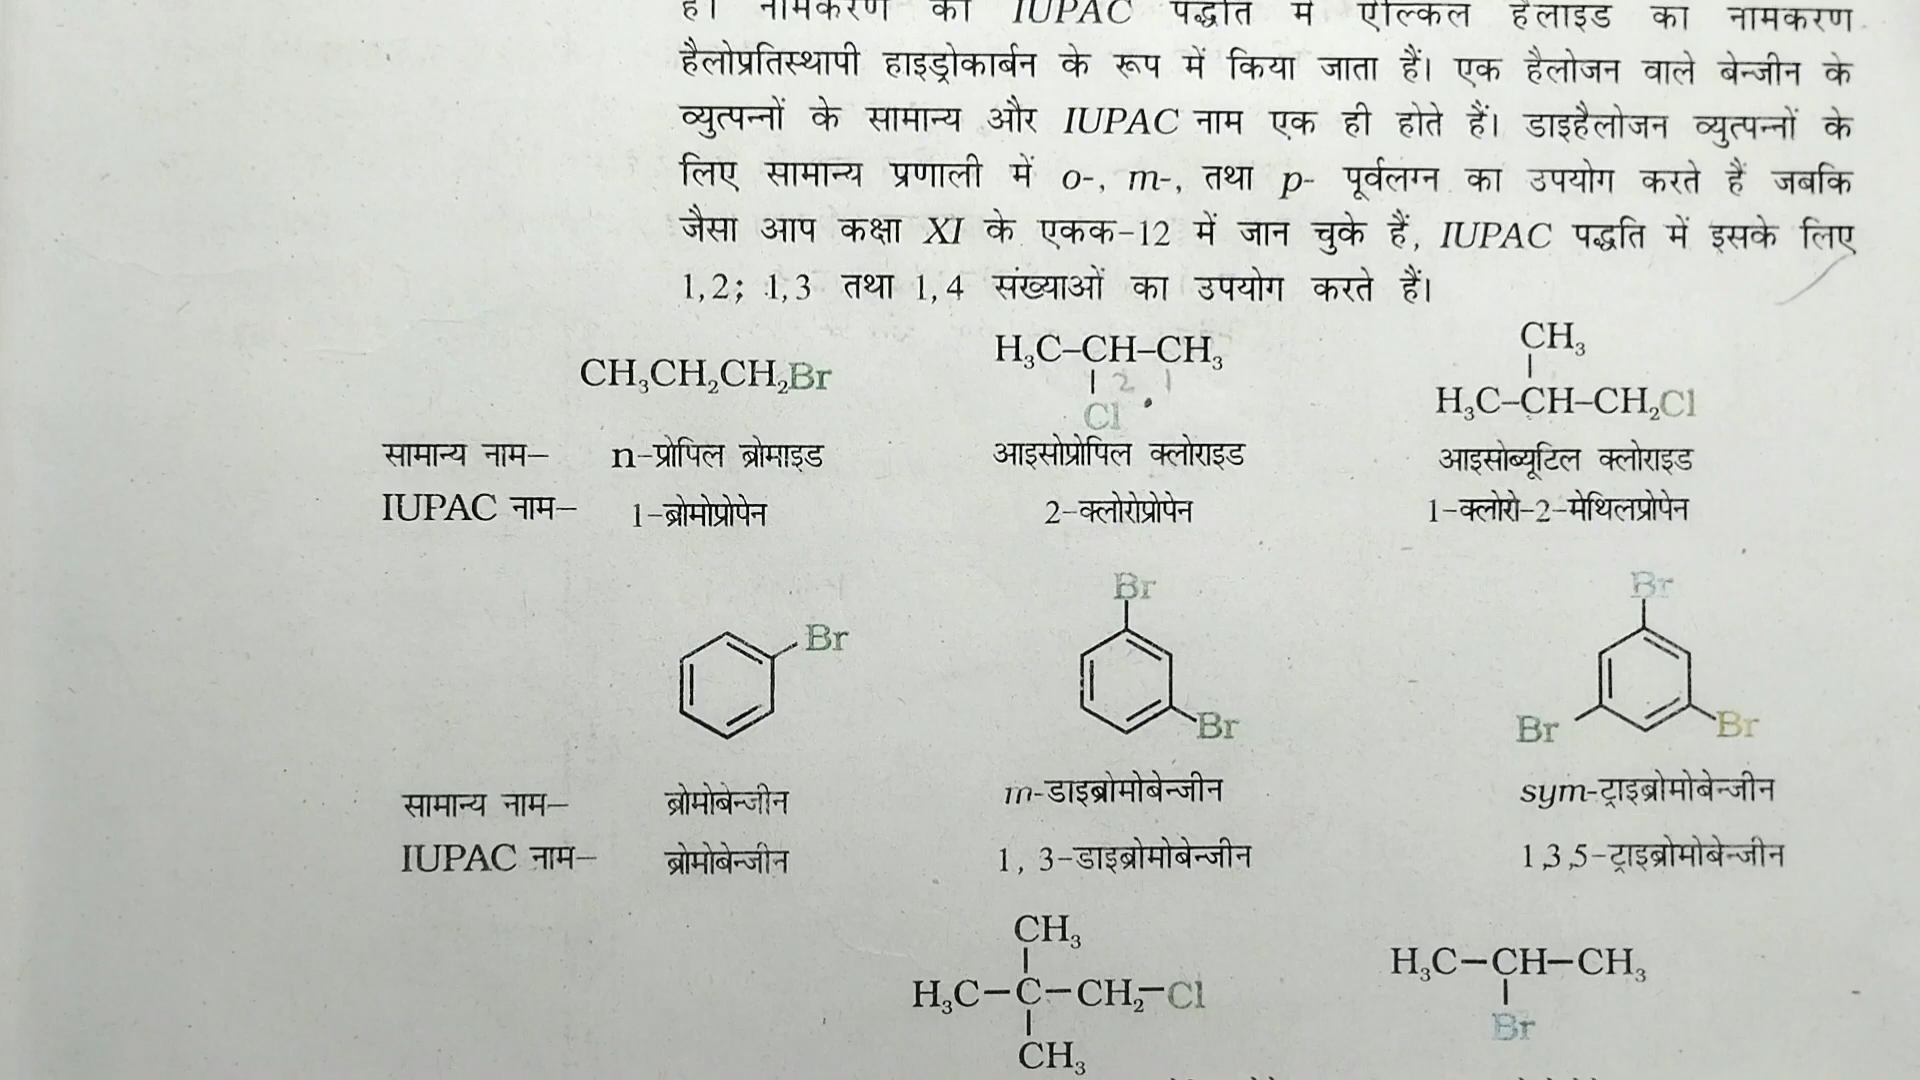 है। नामकरण की IUPAC पद्धति में ऐल्किल हैलाइड का नामकरण
हैलोप्रतिस्थापी हाइड्रोकार्बन के रूप में किया जाता हैं। एक हैलोजन वाले बेन्जीन के
व्युत्पन्नों के सामान्य और IUPAC नाम एक ही होते हैं। डाइहैलोजन व्युत्पन्नों के
लिए सामान्य प्रणाली में o-, m-, तथा p- पूर्वलग्न का उपयोग करते हैं जबकि
जैसा आप कक्षा XI के एकक-12 में जान चुके हैं, IUPAC पद्धति में इसके लिए
1,2; 1,3 तथा 1,4 संख्याओं का उपयोग करते हैं।
CH₃
H₃C–CH–CH₃
CH₃CH₂CH₂Br
2 1
H₃C–CH–CH₂Cl
Cl
सामान्य नाम– n-प्रोपिल ब्रोमाइड आइसोप्रोपिल क्लोराइड आइसोब्यूटिल क्लोराइड
IUPAC नाम– 1-ब्रोमोप्रोपेन 2-क्लोरोप्रोपेन 1-क्लोरो-2-मेथिलप्रोपेन
Br Br
Br
Br Br Br
सामान्य नाम– ब्रोमोबेन्जीन m-डाइब्रोमोबेन्जीन sym-ट्राइब्रोमोबेन्जीन
IUPAC नाम– ब्रोमोबेन्जीन 1, 3-डाइब्रोमोबेन्जीन 1,3,5-ट्राइब्रोमोबेन्जीन
CH₃
H₃C–CH–CH₃
H₃C–C–CH₂–Cl
Br
CH₃